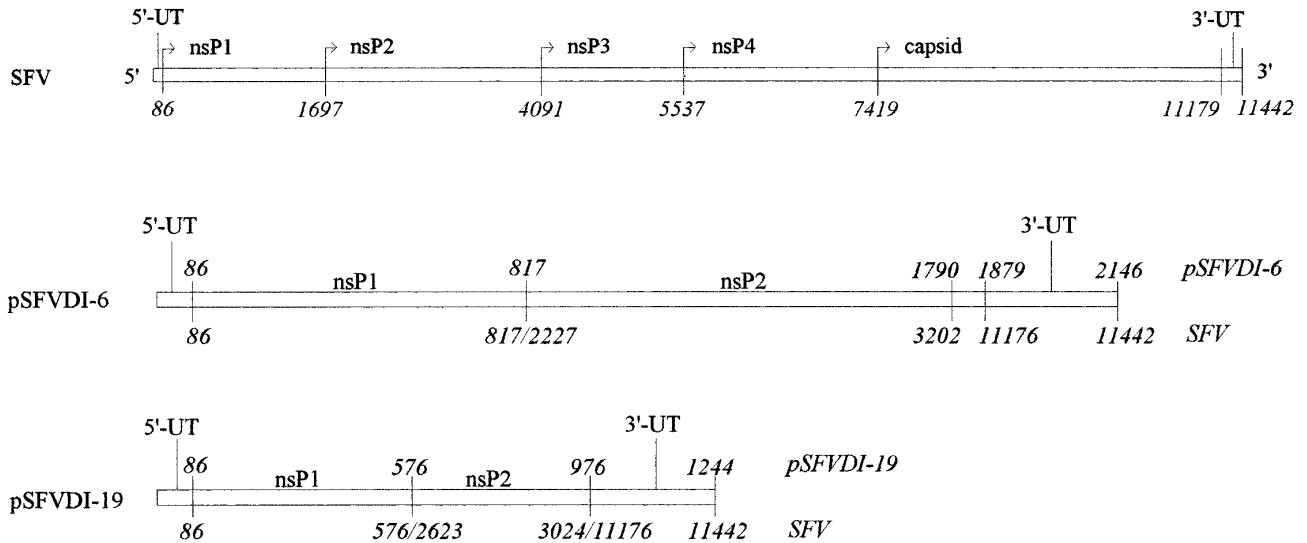 5'-UT 3'-UT
nsP1 nsP2 nsP3 nsP4 capsid
SFV 5' 3'
86 1697 4091 5537 7419 11179 11442
5'-UT 3'-UT
86 817 1790 1879 2146 pSFVDI-6
nsP1 nsP2
pSFVDI-6
86 817/2227 3202 11176 11442 SFV
5'-UT 3'-UT
86 576 976 1244 pSFVDI-19
nsP1 nsP2
pSFVDI-19
86 576/2623 3024/11176 11442 SFV